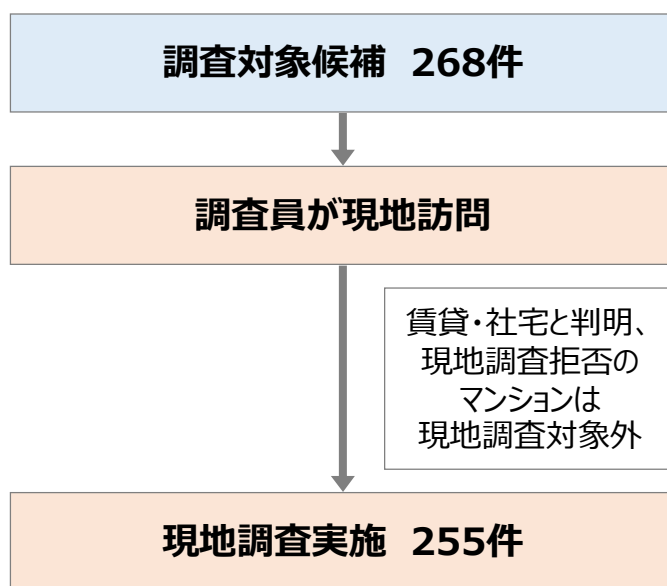 調査対象候補 268件
調査員が現地訪問
賃貸・社宅と判明、
現地調査拒否の
マンションは
現地調査対象外
現地調査実施 255件